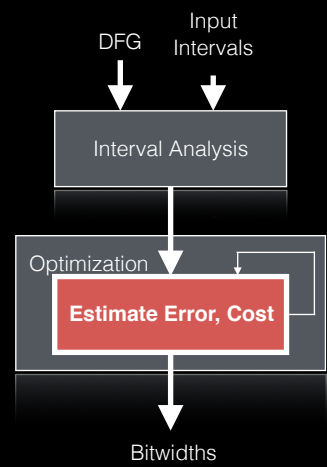 DFG
Input
Intervals
Interval Analysis
Optimization
Estimate Error, Cost
Bitwidths